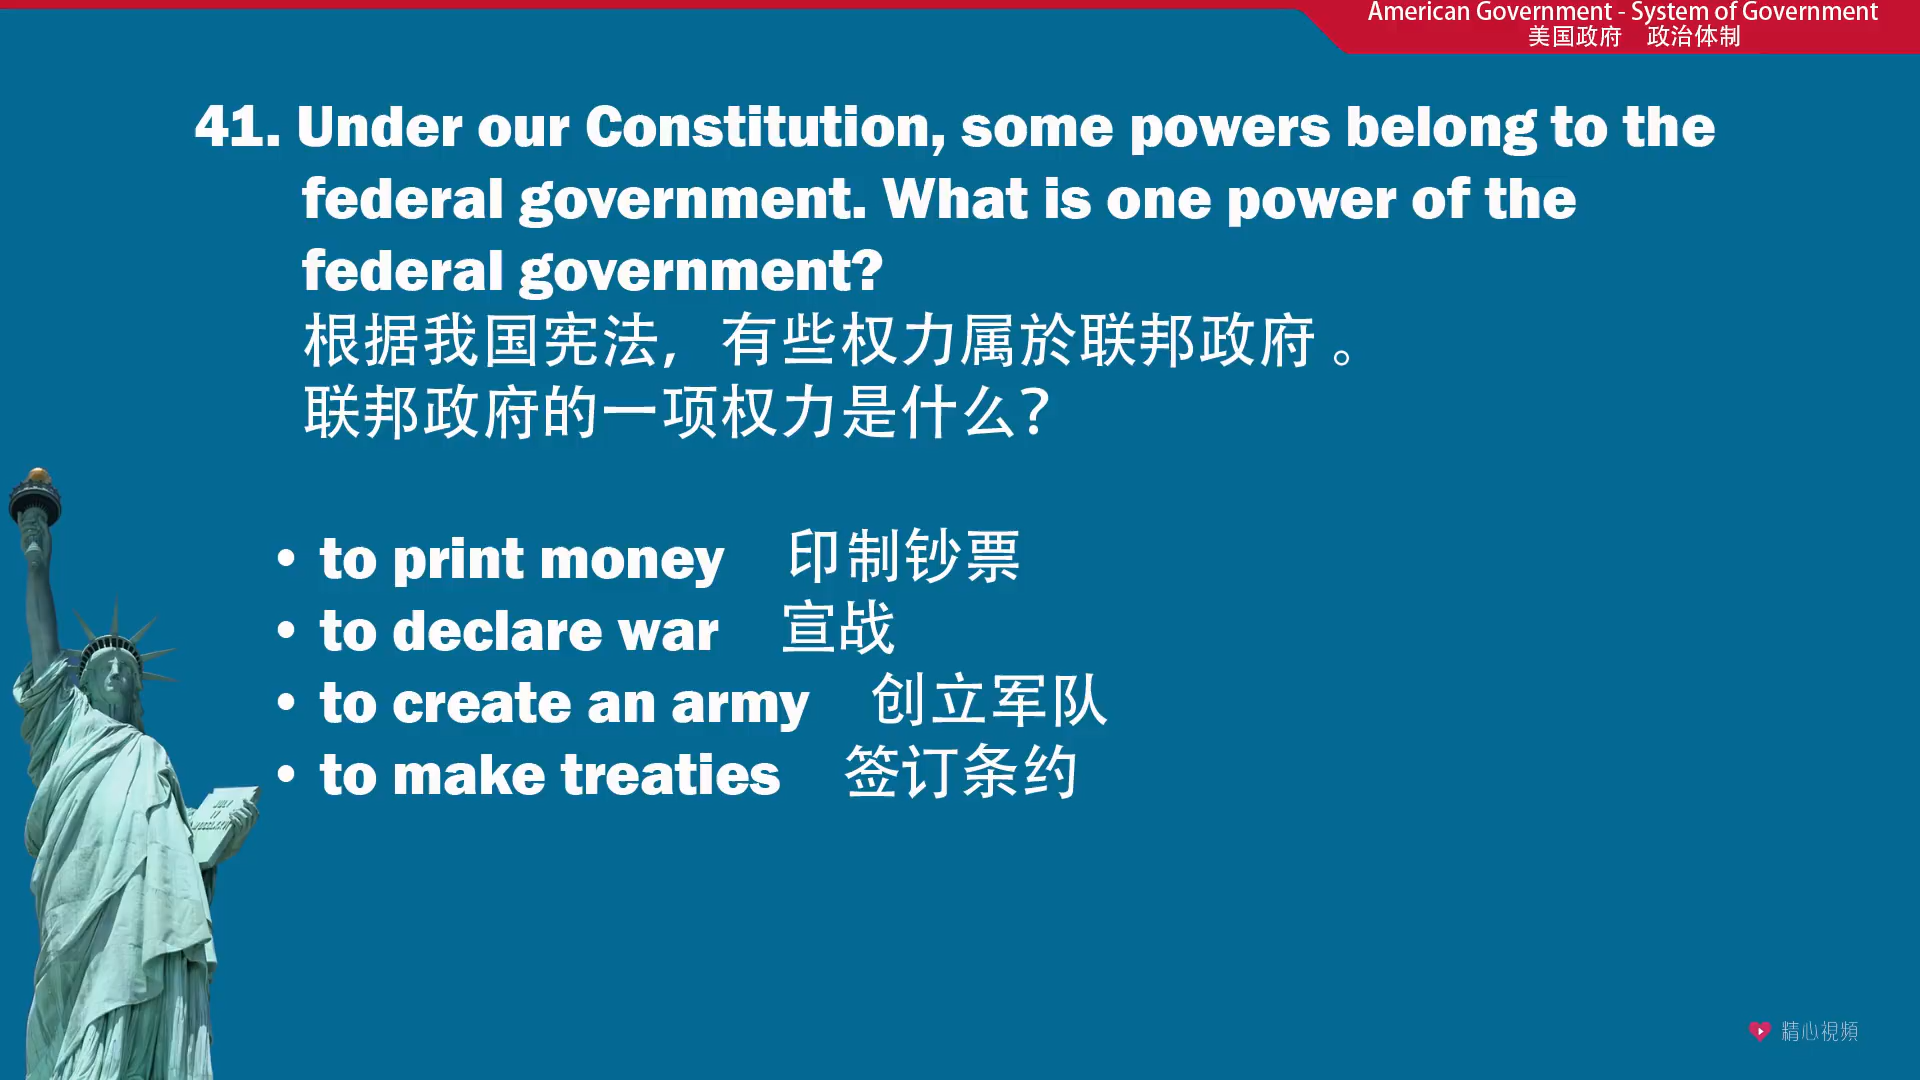 American Government - System of Government
美国政府 政治体制
41. Under our Constitution, some powers belong to the
federal government. What is one power of the
federal government?
根据我国宪法，有些权力属於联邦政府。
联邦政府的一项权力是什么？
• to print money 印制钞票
• to declare war 宣战
• to create an army 创立军队
• to make treaties 签订条约
JULY
IV
精心視頻